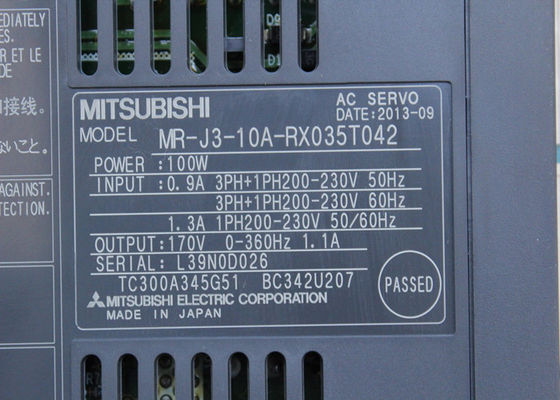 EDIATELY
ES.
R ET LE
DE
接线。
ないこと。
AGAINST.
TECTION.
MITSUBISHI
AC SERVO
DATE:2013-09
MODEL MR-J3-10A-RX035T042
POWER :100W
INPUT :0.9A 3PH+1PH200-230V 50Hz
3PH+1PH200-230V 60Hz
1.3A 1PH200-230V 50/60Hz
OUTPUT:170V 0-360Hz 1.1A
SERIAL: L39N0D026
TC300A345G51 BC342U207
PASSED
MITSUBISHI ELECTRIC CORPORATION
MADE IN JAPAN